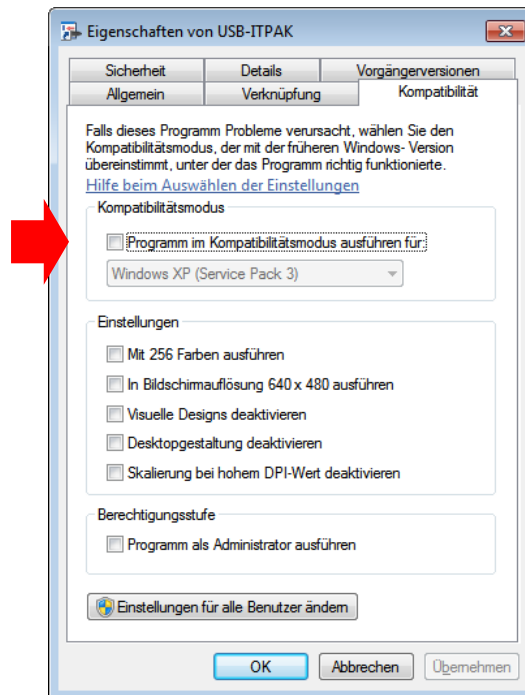 Eigenschaften von USB-ITPAK
Sicherheit Details Vorgängerversionen
Allgemein Verknüpfung Kompatibilität
Falls dieses Programm Probleme verursacht, wählen Sie den
Kompatibilitätsmodus, der mit der früheren Windows- Version
übereinstimmt, unter der das Programm richtig funktionierte.
Hilfe beim Auswählen der Einstellungen
Kompatibilitätsmodus
Programm im Kompatibilitätsmodus ausführen für:
Windows XP (Service Pack 3)
Einstellungen
Mit 256 Farben ausführen
In Bildschirmauflösung 640 x 480 ausführen
Visuelle Designs deaktivieren
Desktopgestaltung deaktivieren
Skalierung bei hohem DPI-Wert deaktivieren
Berechtigungsstufe
Programm als Administrator ausführen
Einstellungen für alle Benutzer ändern
OK Abbrechen Übernehmen